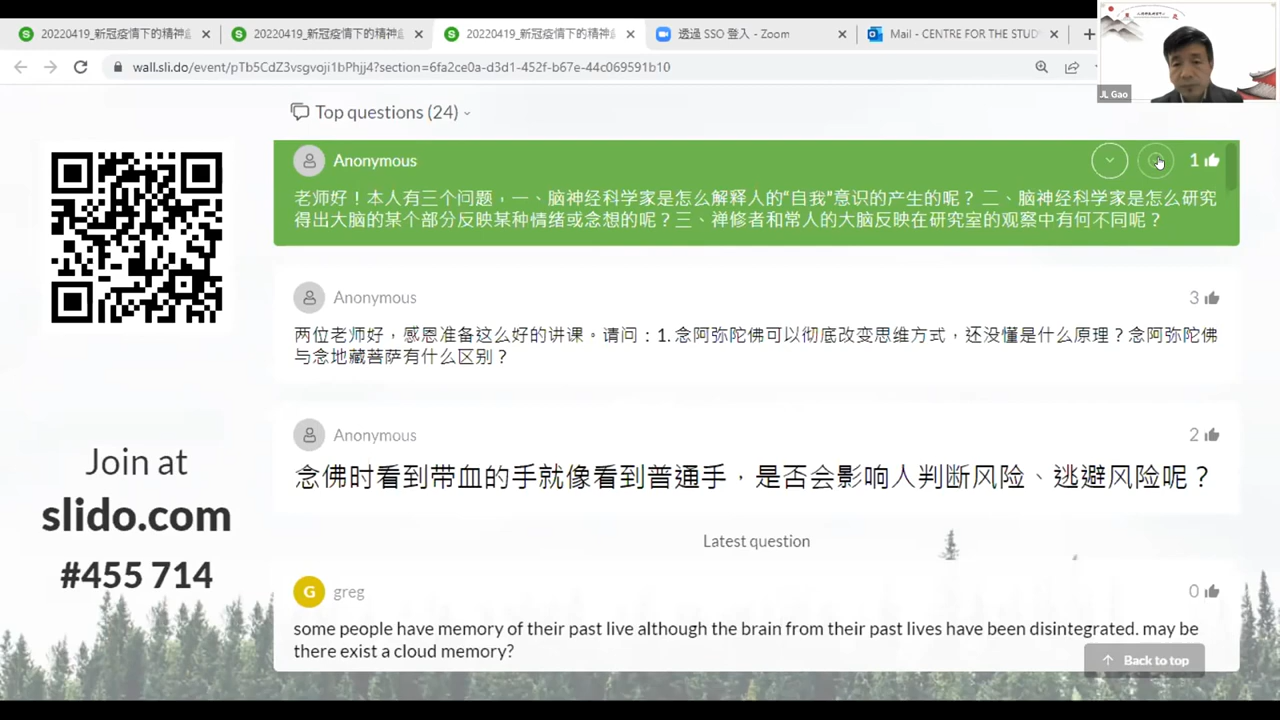 20220419_新冠疫情下的精神
20220419_新冠疫情下的精神
20220419_新冠疫情下的精神
透過 SSO 登入 - Zoom
Mail - CENTRE FOR THE STUD
wall.sli.do/event/pTb5CdZ3vsgvoji1bPhjj4?section=6fa2ce0a-d3d1-452f-b67e-44c069591b10
JL Gao
Top questions (24)
Anonymous
1
老师好！本人有三个问题，一、脑神经科学家是怎么解释人的“自我”意识的产生的呢？ 二、脑神经科学家是怎么研究
得出大脑的某个部分反映某种情绪或念想的呢？三、禅修者和常人的大脑反映在研究室的观察中有何不同呢？
Anonymous
3
两位老师好，感恩准备这么好的讲课。请问：1. 念阿弥陀佛可以彻底改变思维方式，还没懂是什么原理？念阿弥陀佛
与念地藏菩萨有什么区别？
Anonymous
2
念佛时看到带血的手就像看到普通手，是否会影响人判断风险、逃避风险呢？
Join at
slido.com
#455 714
Latest question
G
greg
0
some people have memory of their past live although the brain from their past lives have been disintegrated. may be
there exist a cloud memory?
Back to top